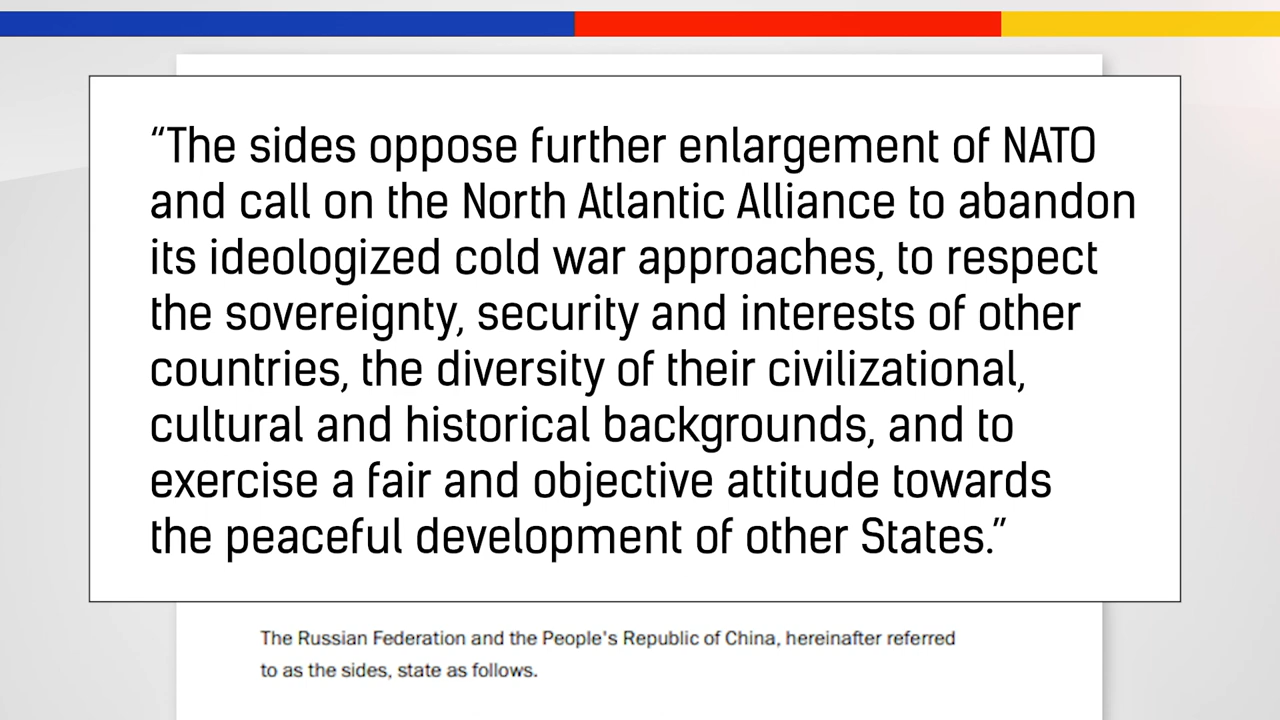 “The sides oppose further enlargement of NATO
and call on the North Atlantic Alliance to abandon
its ideologized cold war approaches, to respect
the sovereignty, security and interests of other
countries, the diversity of their civilizational,
cultural and historical backgrounds, and to
exercise a fair and objective attitude towards
the peaceful development of other States.”
The Russian Federation and the People's Republic of China, hereinafter referred
to as the sides, state as follows.